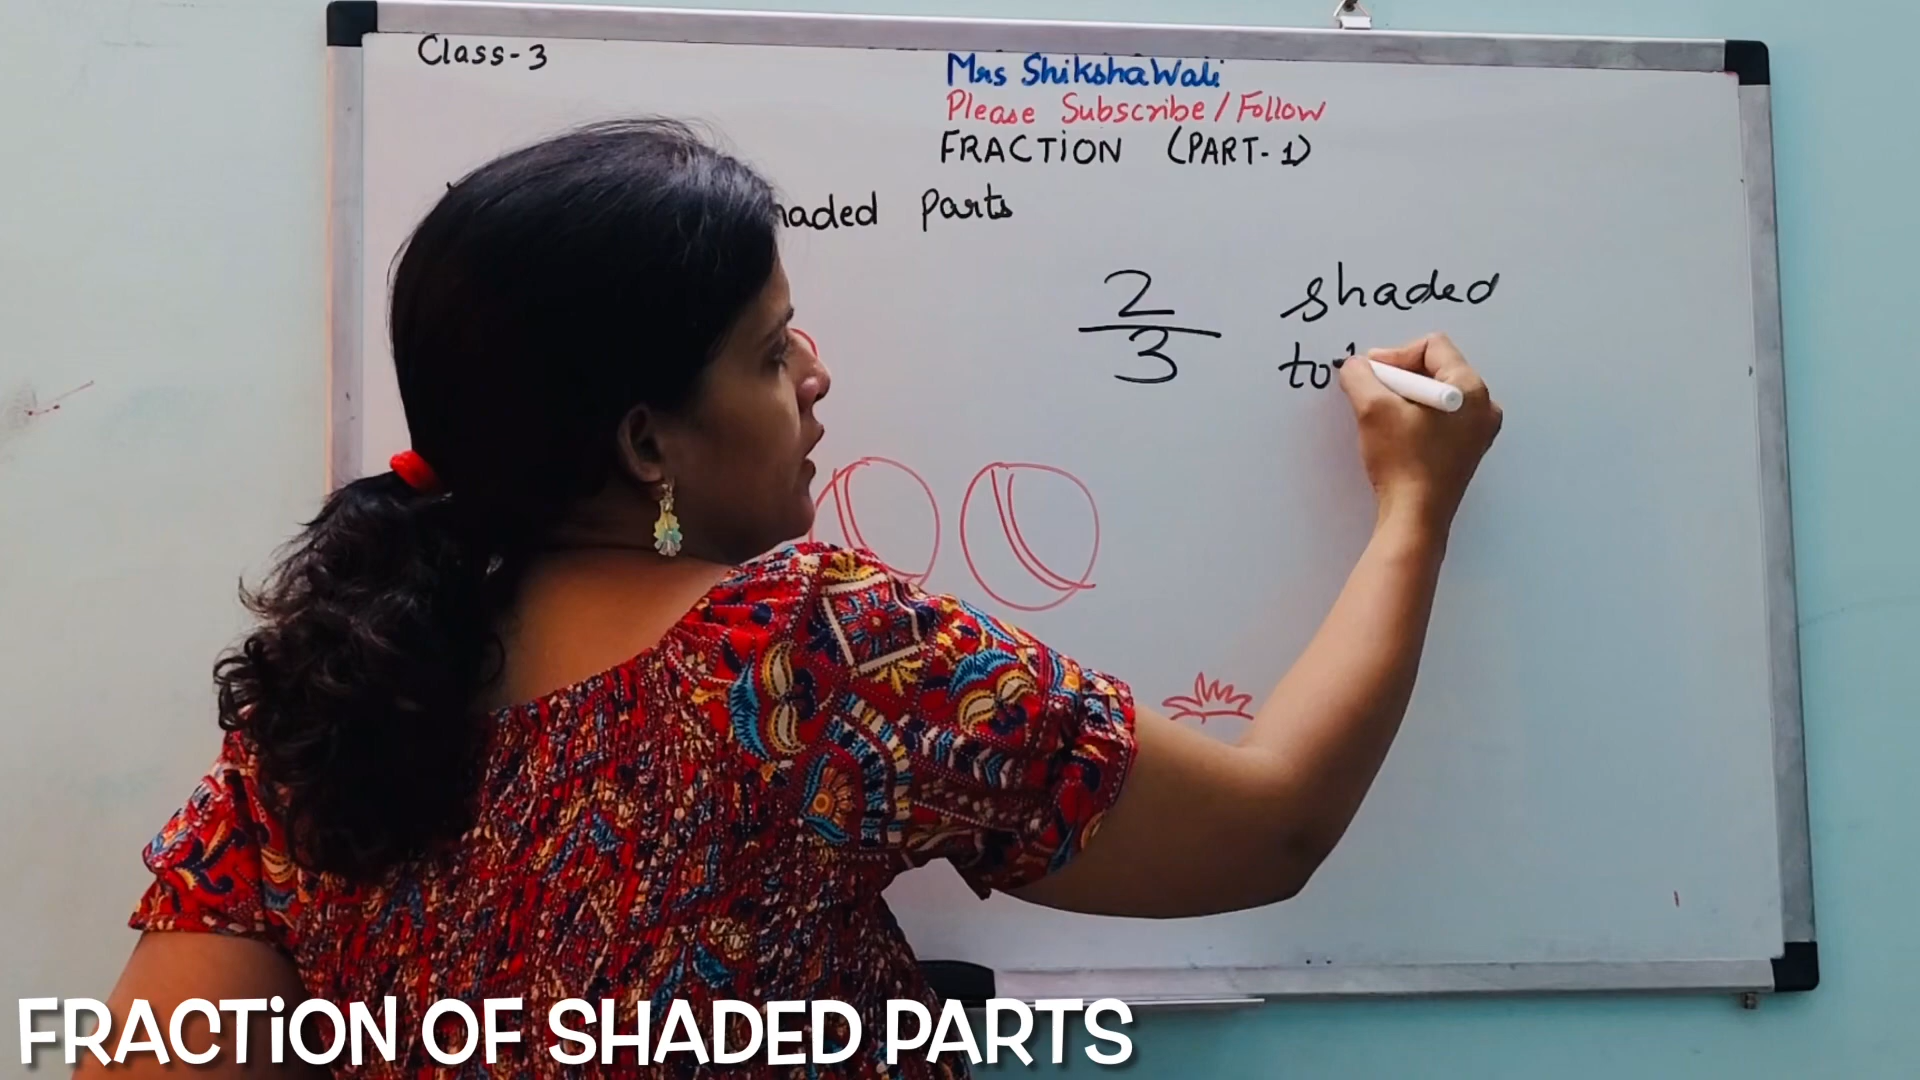 Class-3
Mrs ShikshaWali
Please Subscribe/Follow
FRACTION (PART-1)
haded Parts
2 shaded
3 tot
FRACTION OF SHADED PARTS